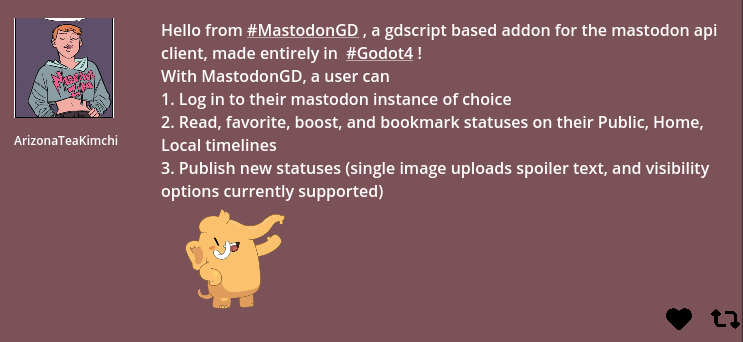 Hello from #MastodonGD , a gdscript based addon for the mastodon api
client, made entirely in #Godot4 !
With MastodonGD, a user can
1. Log in to their mastodon instance of choice
2. Read, favorite, boost, and bookmark statuses on their Public, Home,
Local timelines
3. Publish new statuses (single image uploads spoiler text, and visibility
options currently supported)
ArizonaTeaKimchi